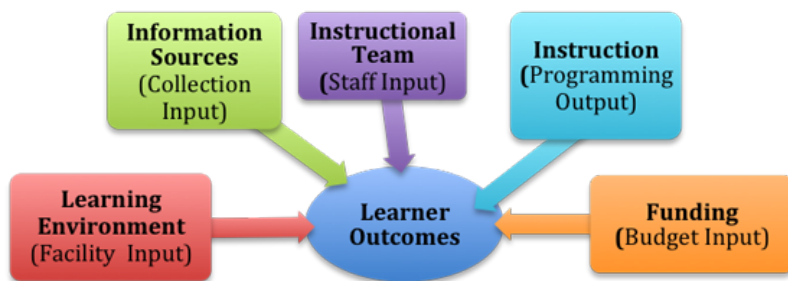 Information
Sources
(Collection
Input)
Instructional
Team
(Staff Input)
Instruction
(Programming
Output)
Learning
Environment
(Facility Input)
Learner
Outcomes
Funding
(Budget Input)